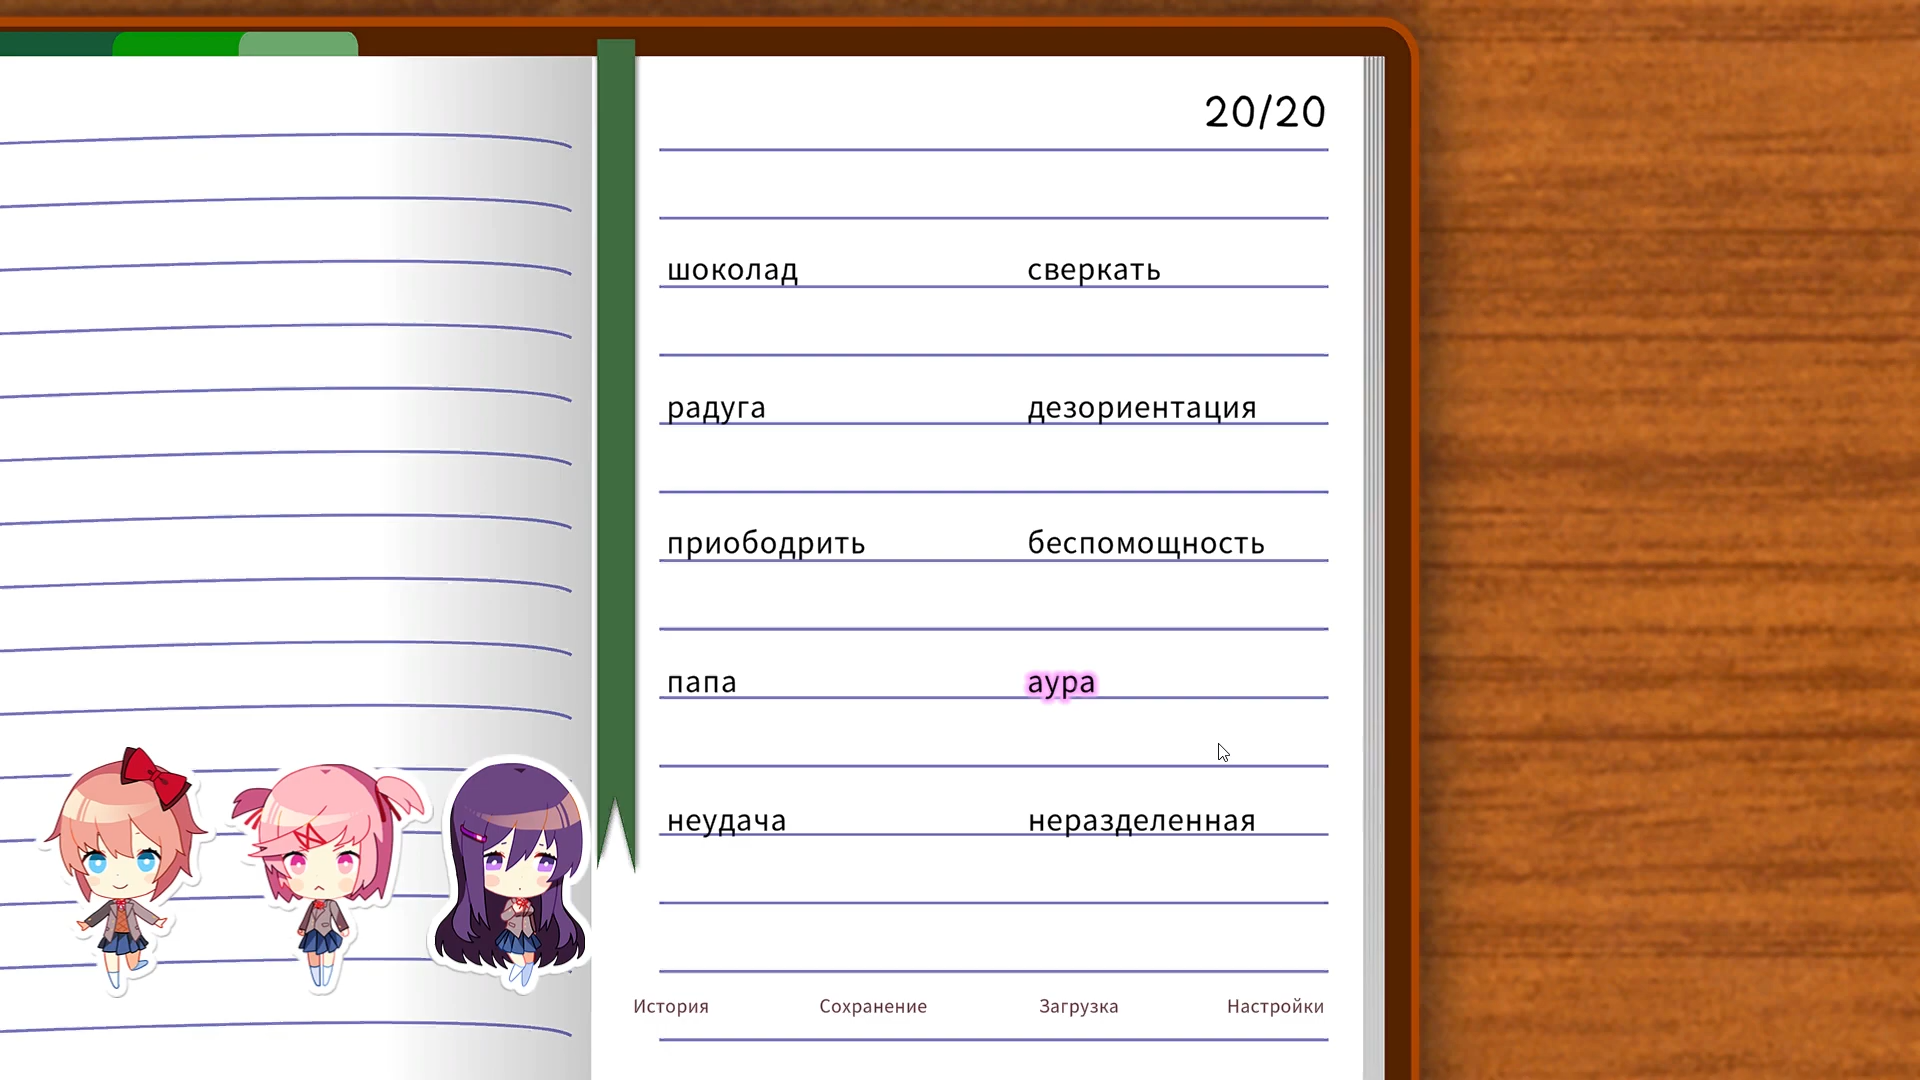 20/20
шоколад сверкать
радуга дезориентация
приободрить беспомощность
папа аура
неудача неразделенная
История Сохранение Загрузка Настройки